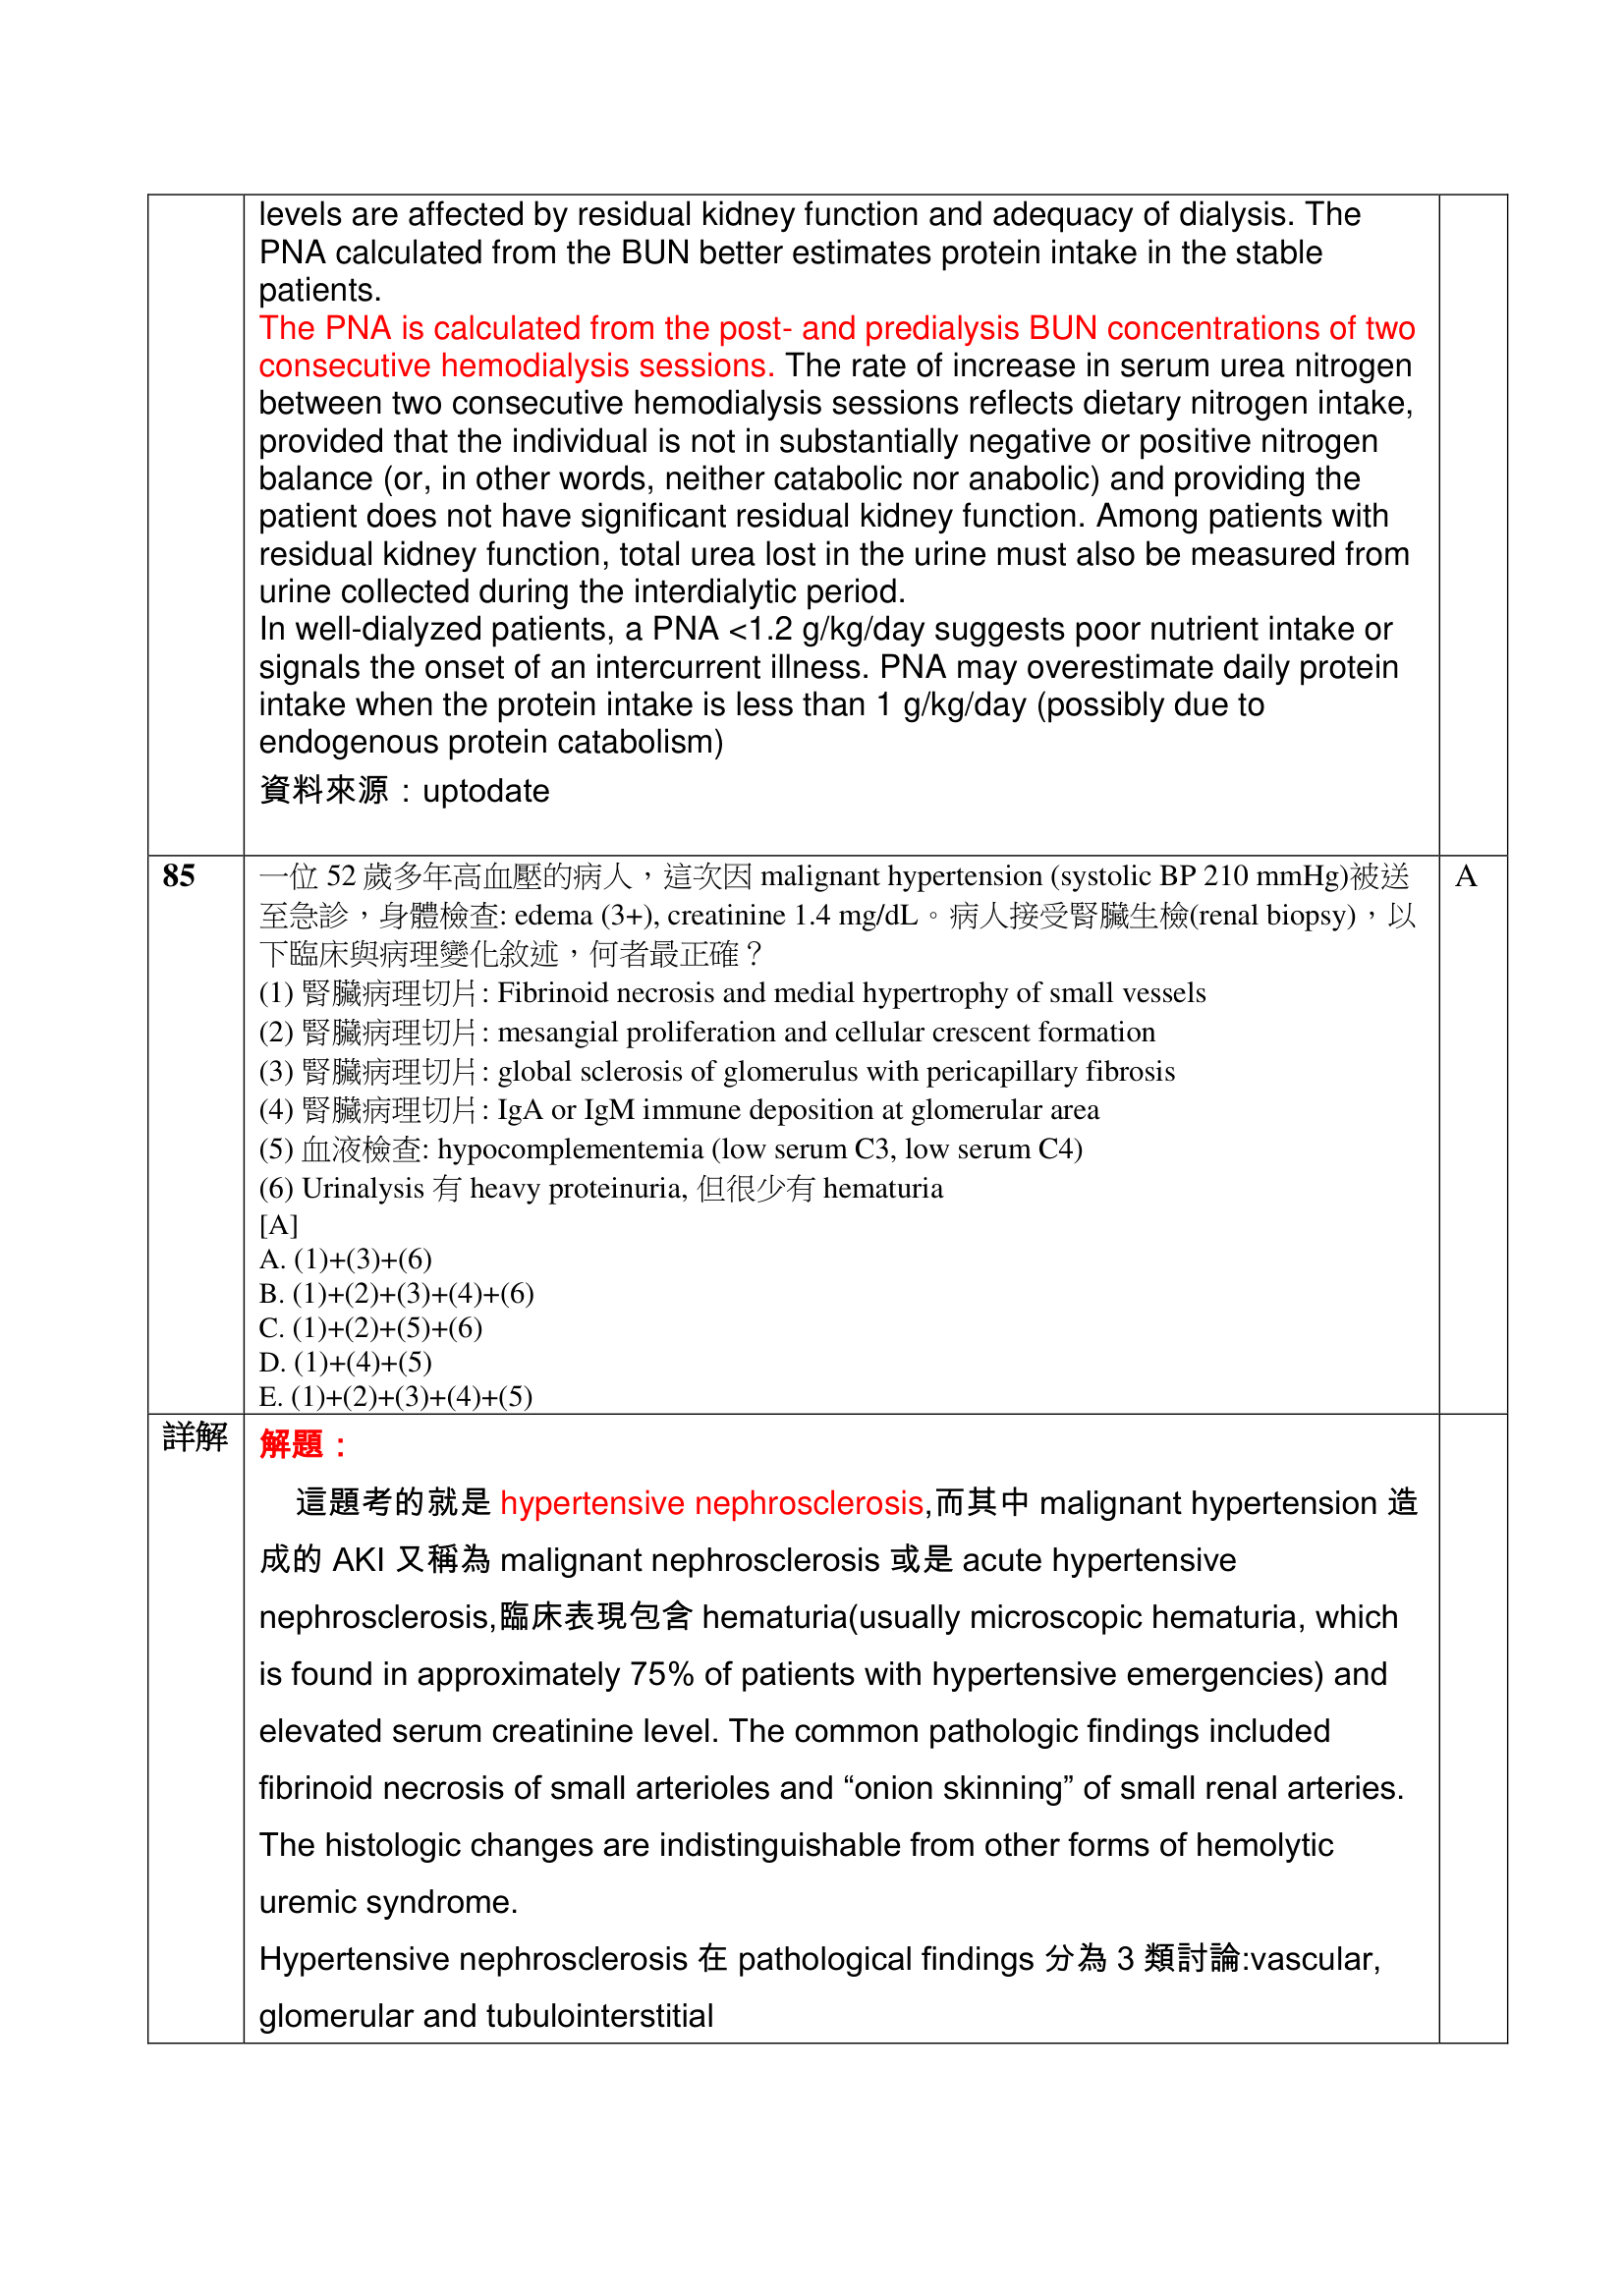 levels are affected by residual kidney function and adequacy of dialysis. The
PNA calculated from the BUN better estimates protein intake in the stable
patients.
The PNA is calculated from the post- and predialysis BUN concentrations of two
consecutive hemodialysis sessions. The rate of increase in serum urea nitrogen
between two consecutive hemodialysis sessions reflects dietary nitrogen intake,
provided that the individual is not in substantially negative or positive nitrogen
balance (or, in other words, neither catabolic nor anabolic) and providing the
patient does not have significant residual kidney function. Among patients with
residual kidney function, total urea lost in the urine must also be measured from
urine collected during the interdialytic period.
In well-dialyzed patients, a PNA <1.2 g/kg/day suggests poor nutrient intake or
signals the onset of an intercurrent illness. PNA may overestimate daily protein
intake when the protein intake is less than 1 g/kg/day (possibly due to
endogenous protein catabolism)
資料來源：uptodate
85 一位 52 歲多年高血壓的病人，這次因 malignant hypertension (systolic BP 210 mmHg)被送 A
至急診，身體檢查: edema (3+), creatinine 1.4 mg/dL。病人接受腎臟生檢(renal biopsy)，以
下臨床與病理變化敘述，何者最正確？
(1) 腎臟病理切片: Fibrinoid necrosis and medial hypertrophy of small vessels
(2) 腎臟病理切片: mesangial proliferation and cellular crescent formation
(3) 腎臟病理切片: global sclerosis of glomerulus with pericapillary fibrosis
(4) 腎臟病理切片: IgA or IgM immune deposition at glomerular area
(5) 血液檢查: hypocomplementemia (low serum C3, low serum C4)
(6) Urinalysis 有 heavy proteinuria, 但很少有 hematuria
[A]
A. (1)+(3)+(6)
B. (1)+(2)+(3)+(4)+(6)
C. (1)+(2)+(5)+(6)
D. (1)+(4)+(5)
E. (1)+(2)+(3)+(4)+(5)
詳解 解題：
這題考的就是 hypertensive nephrosclerosis,而其中 malignant hypertension 造
成的 AKI 又稱為 malignant nephrosclerosis 或是 acute hypertensive
nephrosclerosis,臨床表現包含 hematuria(usually microscopic hematuria, which
is found in approximately 75% of patients with hypertensive emergencies) and
elevated serum creatinine level. The common pathologic findings included
fibrinoid necrosis of small arterioles and “onion skinning” of small renal arteries.
The histologic changes are indistinguishable from other forms of hemolytic
uremic syndrome.
Hypertensive nephrosclerosis 在 pathological findings 分為 3 類討論:vascular,
glomerular and tubulointerstitial